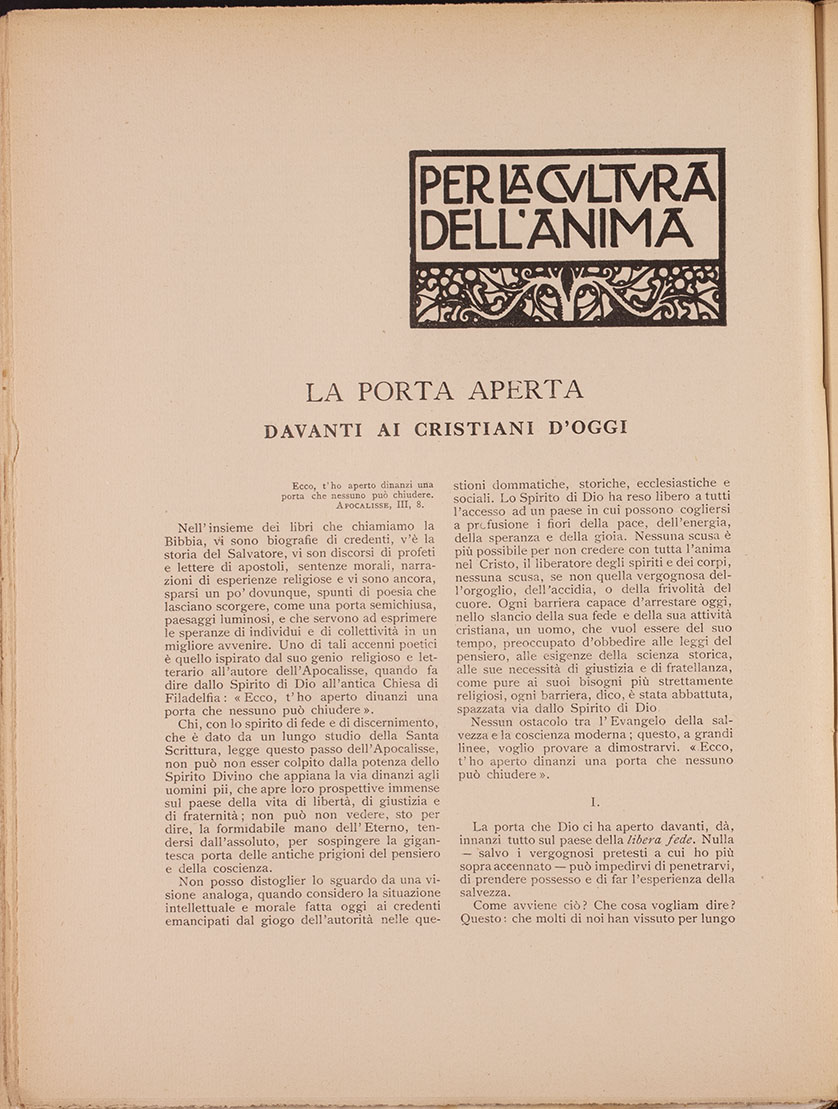 PER LA CVLTVRA
DELL'ANIMA
LA PORTA APERTA
DAVANTI AI CRISTIANI D'OGGI
Ecco, t'ho aperto dinanzi una
porta che nessuno può chiudere.
APOCALISSE, III, 8.
Nell'insieme dei libri che chiamiamo la
Bibbia, vi sono biografie di credenti, v'è la
storia del Salvatore, vi son discorsi di profeti
e lettere di apostoli, sentenze morali, narra-
zioni di esperienze religiose e vi sono ancora,
sparsi un po' dovunque, spunti di poesia che
lasciano scorgere, come una porta semichiusa,
paesaggi luminosi, e che servono ad esprimere
le speranze di individui e di collettività in un
migliore avvenire. Uno di tali accenni poetici
è quello ispirato dal suo genio religioso e let-
terario all'autore dell'Apocalisse, quando fa
dire dallo Spirito di Dio all'antica Chiesa di
Filadelfia: « Ecco, t'ho aperto dinanzi una
porta che nessuno può chiudere ».
Chi, con lo spirito di fede e di discernimento,
che è dato da un lungo studio della Santa
Scrittura, legge questo passo dell'Apocalisse,
non può non esser colpito dalla potenza dello
Spirito Divino che appiana la via dinanzi agli
uomini pii, che apre loro prospettive immense
sul paese della vita di libertà, di giustizia e
di fraternità; non può non vedere, sto per
dire, la formidabile mano dell'Eterno, ten-
dersi dall'assoluto, per sospingere la gigan-
tesca porta delle antiche prigioni del pensiero
e della coscienza.
Non posso distoglier lo sguardo da una vi-
sione analoga, quando considero la situazione
intellettuale e morale fatta oggi ai credenti
emancipati dal giogo dell'autorità nelle que-
stioni dommatiche, storiche, ecclesiastiche e
sociali. Lo Spirito di Dio ha reso libero a tutti
l'accesso ad un paese in cui possono cogliersi
a profusione i fiori della pace, dell'energia,
della speranza e della gioia. Nessuna scusa è
più possibile per non credere con tutta l'anima
nel Cristo, il liberatore degli spiriti e dei corpi,
nessuna scusa, se non quella vergognosa del-
l'orgoglio, dell'accidia, o della frivolità del
cuore. Ogni barriera capace d'arrestare oggi,
nello slancio della sua fede e della sua attività
cristiana, un uomo, che vuol essere del suo
tempo, preoccupato d'obbedire alle leggi del
pensiero, alle esigenze della scienza storica,
alle sue necessità di giustizia e di fratellanza,
come pure ai suoi bisogni più strettamente
religiosi, ogni barriera, dico, è stata abbattuta,
spazzata via dallo Spirito di Dio
Nessun ostacolo tra l'Evangelo della sal-
vezza e la coscienza moderna; questo, a grandi
linee, voglio provare a dimostrarvi. « Ecco,
t'ho aperto dinanzi una porta che nessuno
può chiudere ».
I.
La porta che Dio ci ha aperto davanti, dà,
innanzi tutto sul paese della libera fede. Nulla
— salvo i vergognosi pretesti a cui ho più
sopra accennato — può impedirvi di penetrarvi,
di prendere possesso e di far l'esperienza della
salvezza.
Come avviene ciò? Che cosa vogliam dire?
Questo: che molti di noi han vissuto per lungo